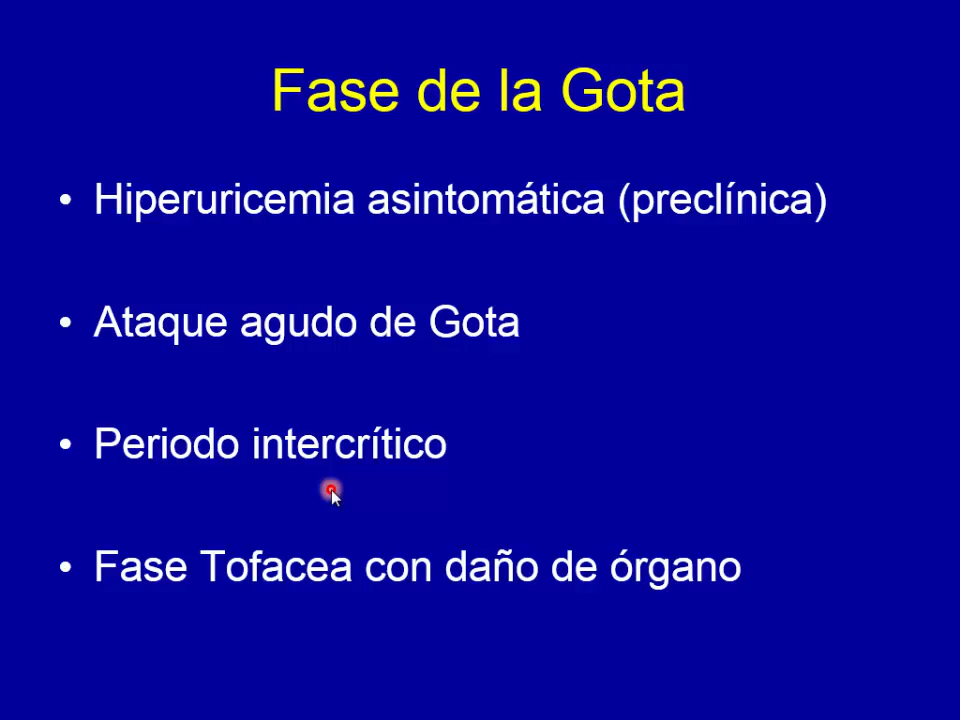 Fase de la Gota
• Hiperuricemia asintomática (preclínica)
• Ataque agudo de Gota
• Periodo intercrítico
• Fase Tofacea con daño de órgano